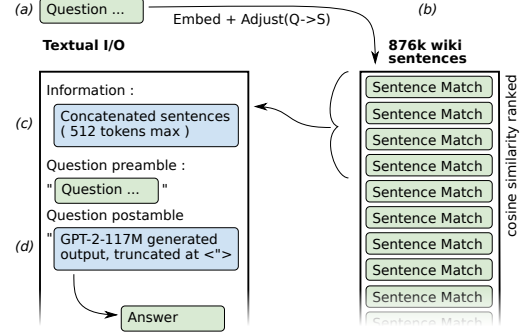 (a)
Question ...
Embed + Adjust(Q->S)
(b)
Textual I/O
876k wiki
sentences
Information :
(c)
Concatenated sentences
( 512 tokens max )
Question preamble :
" Question ... "
Question postamble
(d)
" GPT-2-117M generated
output, truncated at <">
Answer
Sentence Match
Sentence Match
Sentence Match
Sentence Match
Sentence Match
Sentence Match
Sentence Match
Sentence Match
Sentence Match
Sentence Match
cosine similarity ranked